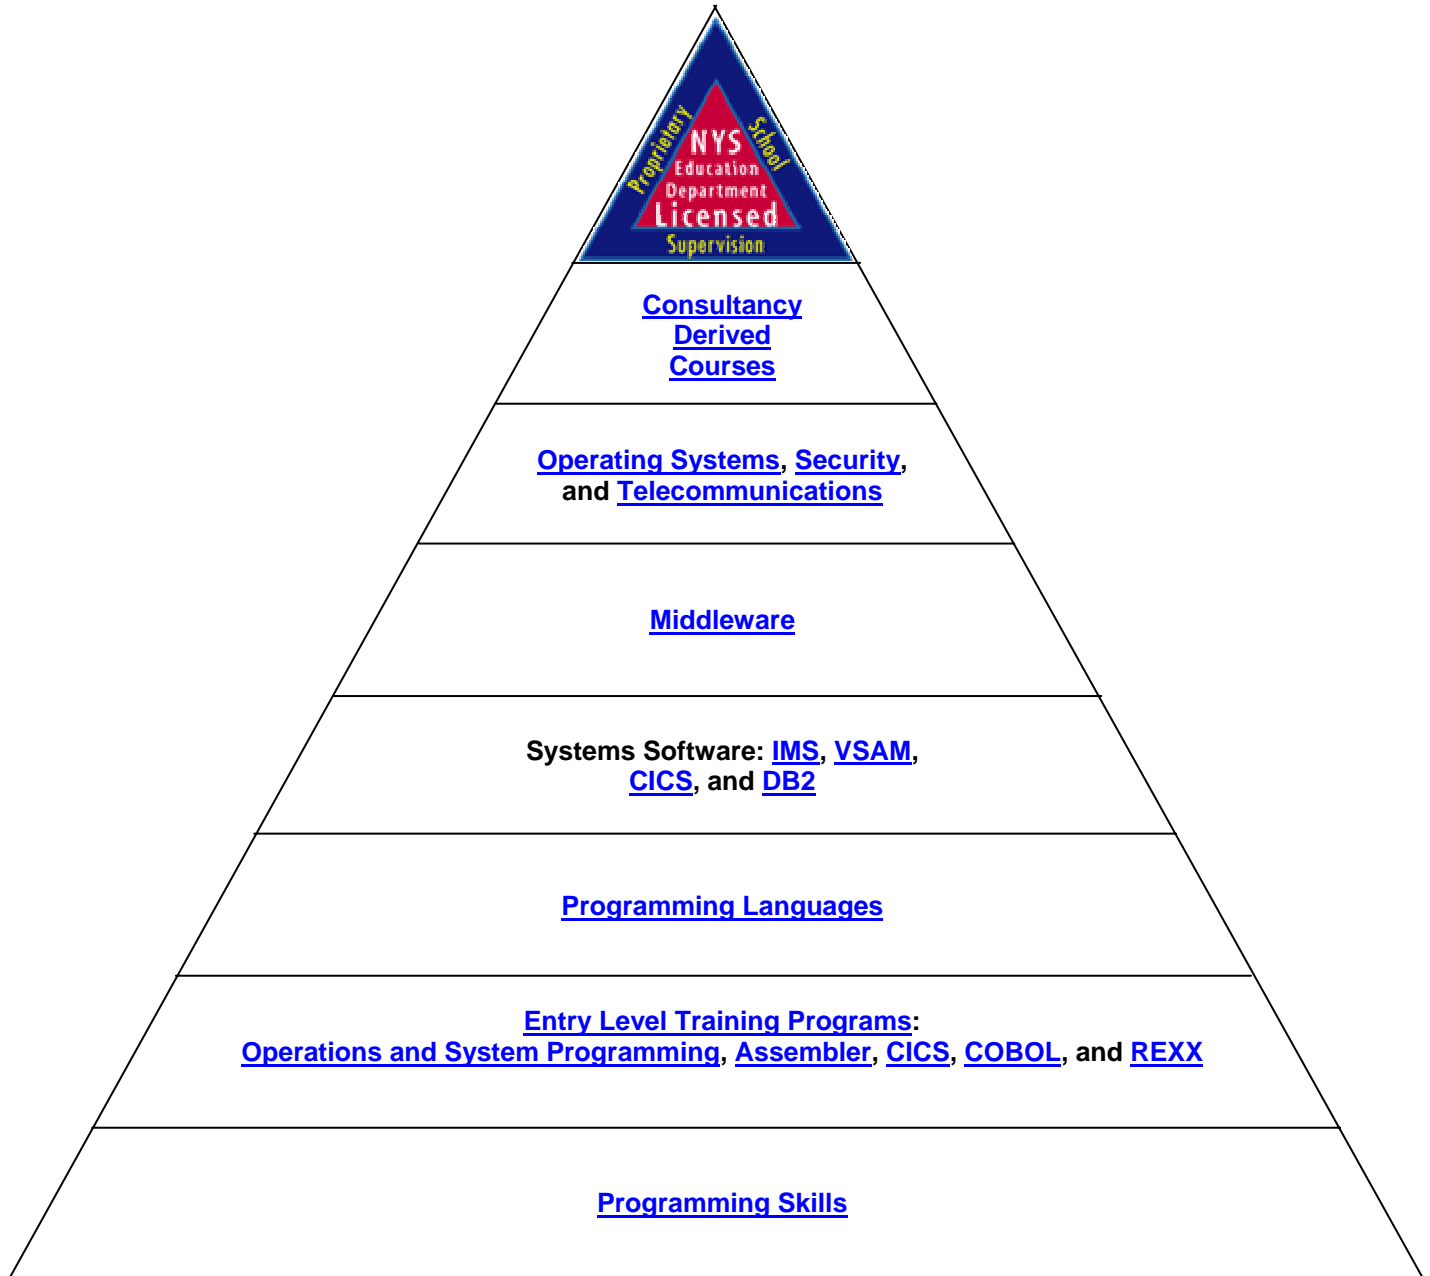 Proprietary
School
NYS
Education
Department
Licensed
Supervision
Consultancy
Derived
Courses
Operating Systems, Security,
and Telecommunications
Middleware
Systems Software: IMS, VSAM,
CICS, and DB2
Programming Languages
Entry Level Training Programs:
Operations and System Programming, Assembler, CICS, COBOL, and REXX
Programming Skills